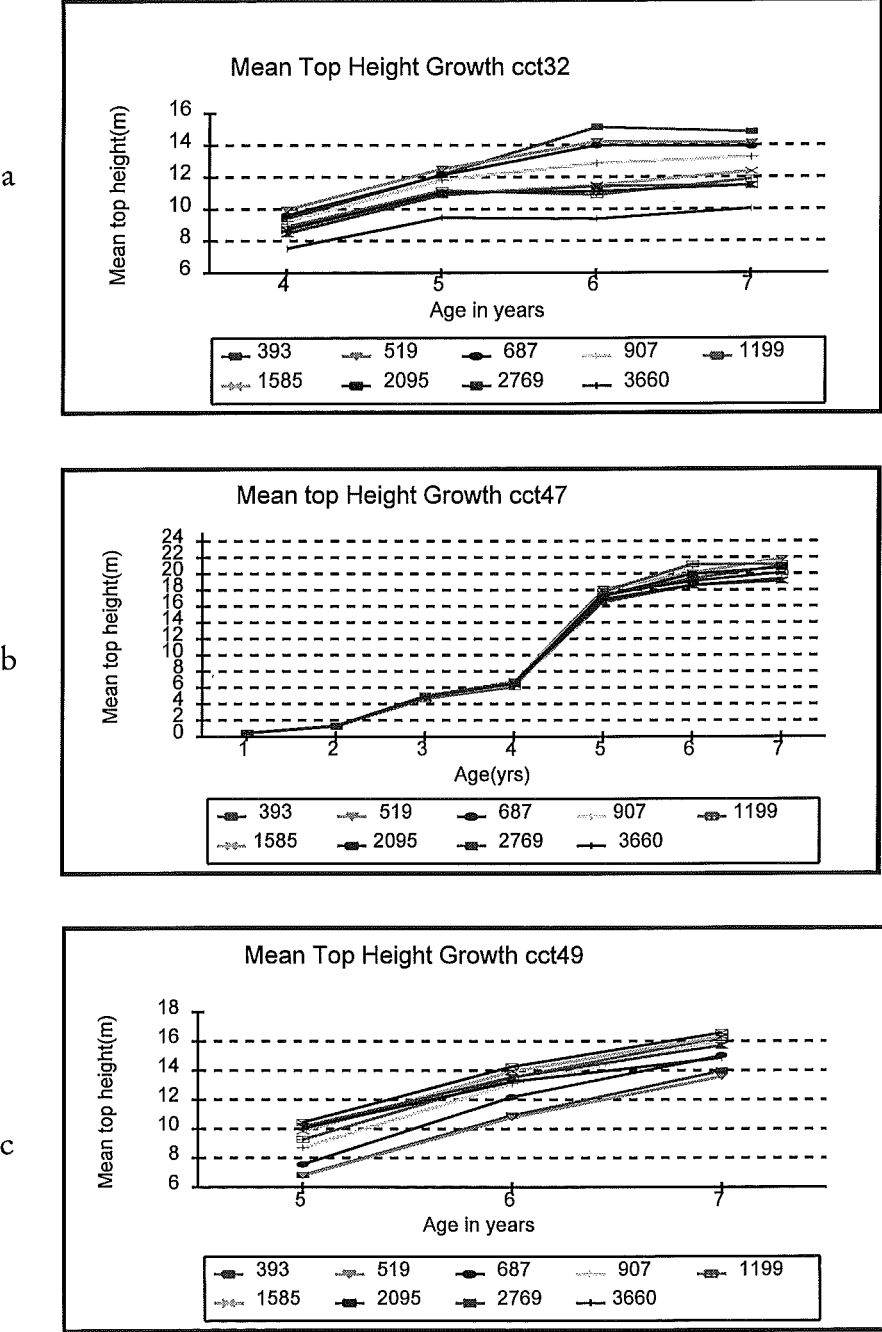 a
Mean Top Height Growth cct32
Mean top height(m)
16
14
12
10
8
6
4 5 6 7
Age in years
393 519 687 907 1199
1585 2095 2769 3660
b
Mean top Height Growth cct47
Mean top height(m)
24
22
20
18
16
14
12
10
8
6
4
2
0
1 2 3 4 5 6 7
Age(yrs)
393 519 687 907 1199
1585 2095 2769 3660
c
Mean Top Height Growth cct49
Mean top height(m)
18
16
14
12
10
8
6
5 6 7
Age in years
393 519 687 907 1199
1585 2095 2769 3660